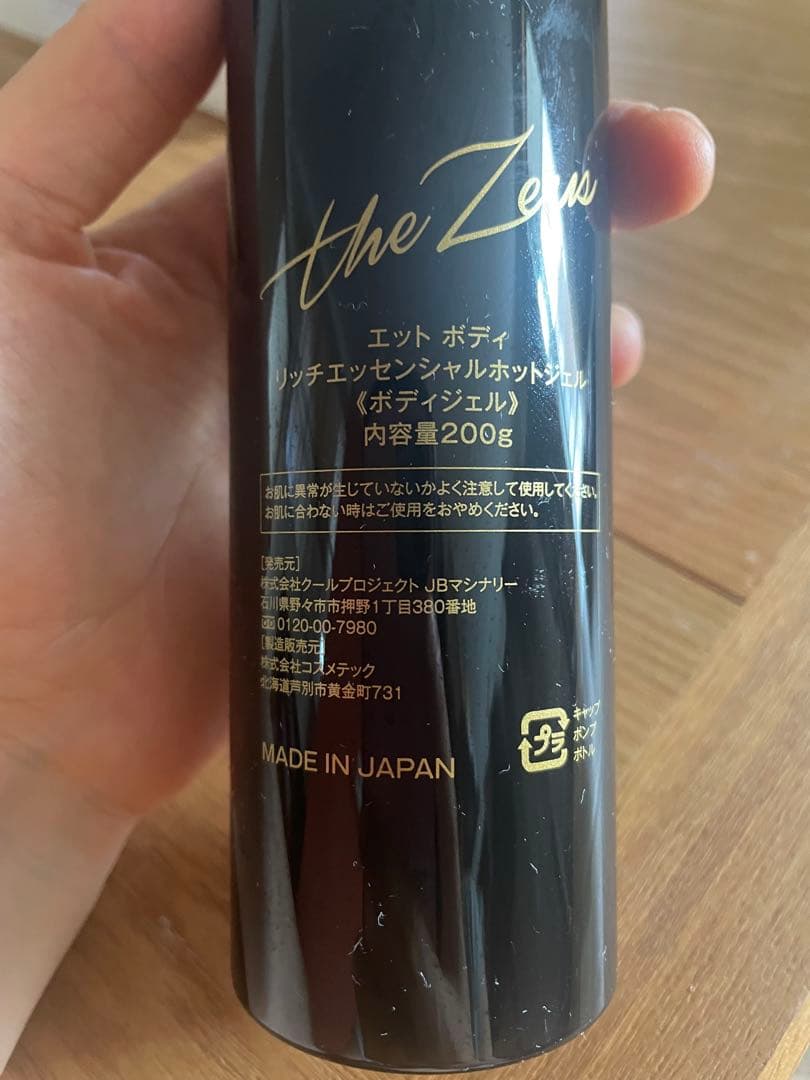 the Zeus
エット ボディ
リッチエッセンシャルホットジェル
《ボディジェル》
内容量200g
お肌に異常が生じていないかよく注意して使用してください。
お肌に合わない時はご使用をおやめください。
[発売元]
株式会社クールプロジェクト JBマシナリー
石川県野々市市押野1丁目380番地
0120-00-7980
[製造販売元]
株式会社コスメテック
北海道芦別市黄金町731
プラ
キャップ
ポンプ
ボトル
MADE IN JAPAN